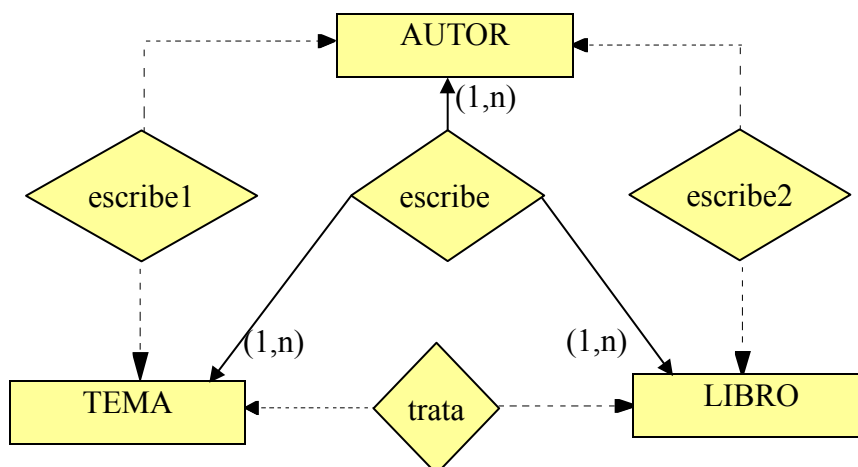 AUTOR
(1,n)
escribe1
escribe
escribe2
(1,n)
(1,n)
TEMA
trata
LIBRO